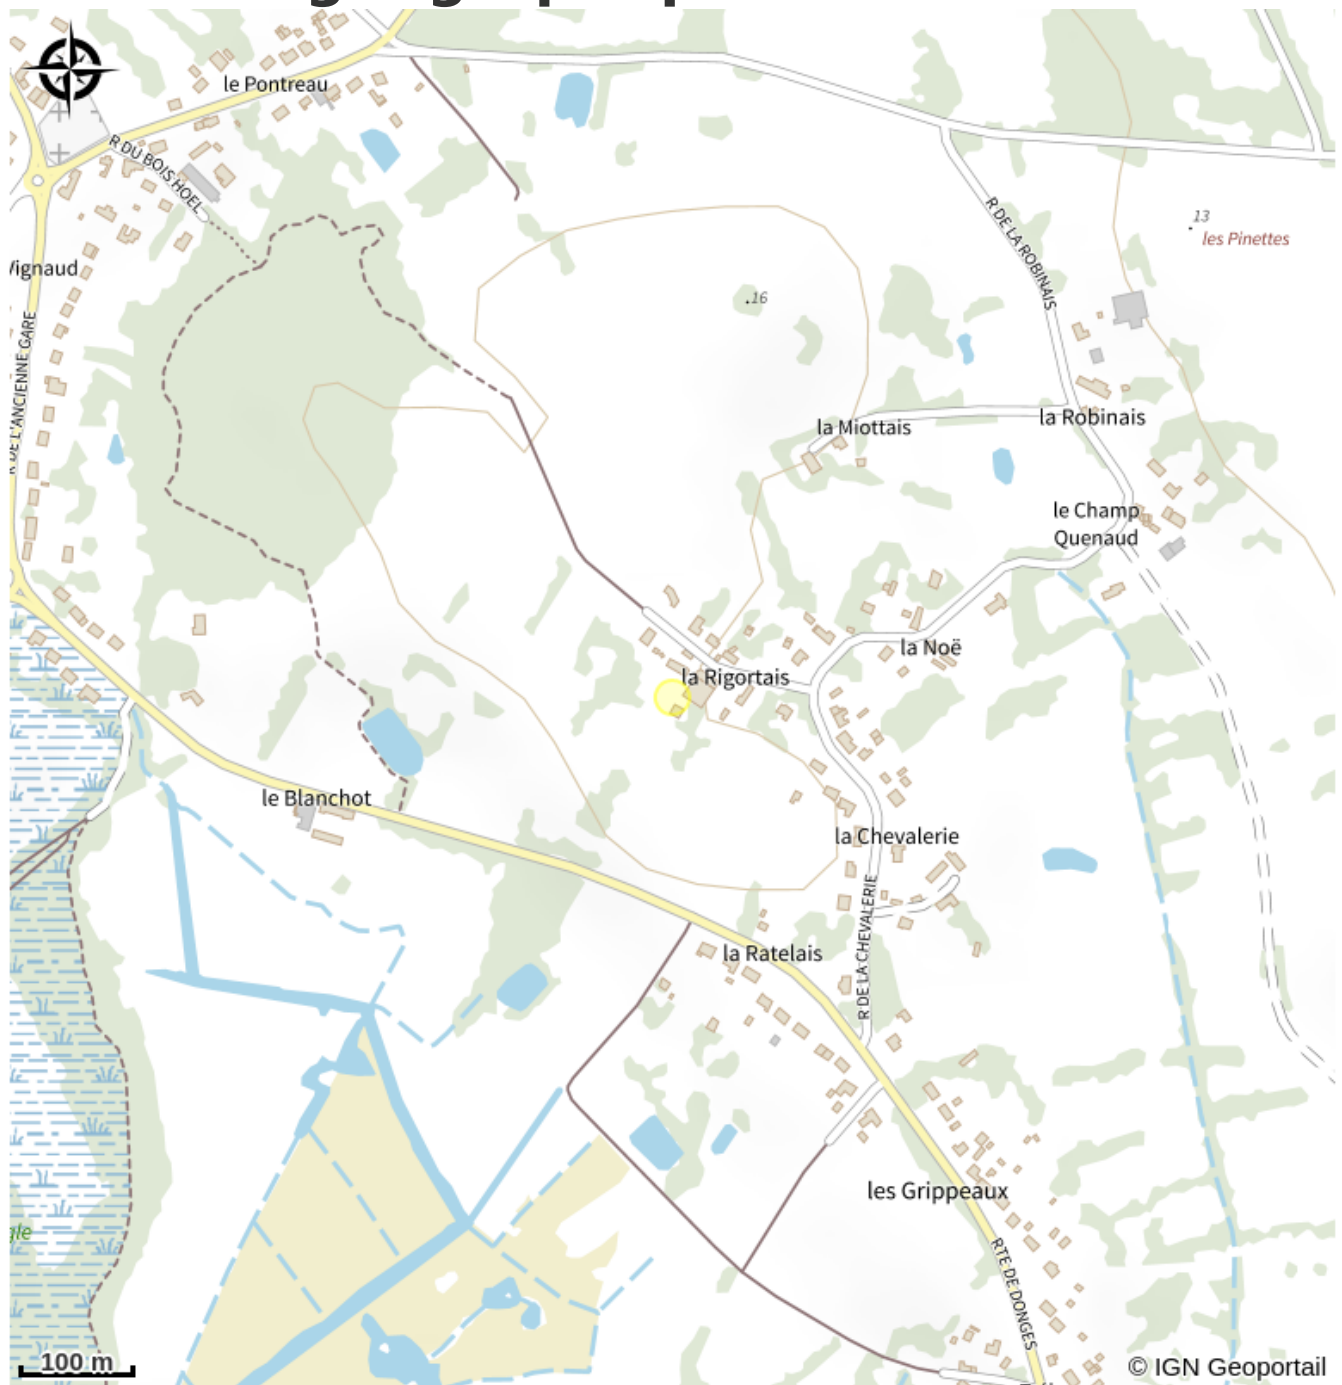 le Pontreau
R DU BOIS HOEL
13
les Pinettes
R DE LA ROBINAIS
Vignaud
16
R DE L'ANCIENNE GARE
la Miottais
la Robinais
le Champ
Quenaud
la Noë
la Rigortais
le Blanchot
la Chevalerie
R DE LA CHEVALERIE
la Ratelais
les Grippeaux
gle
RTE DE DONGES
100 m
© IGN Geoportail